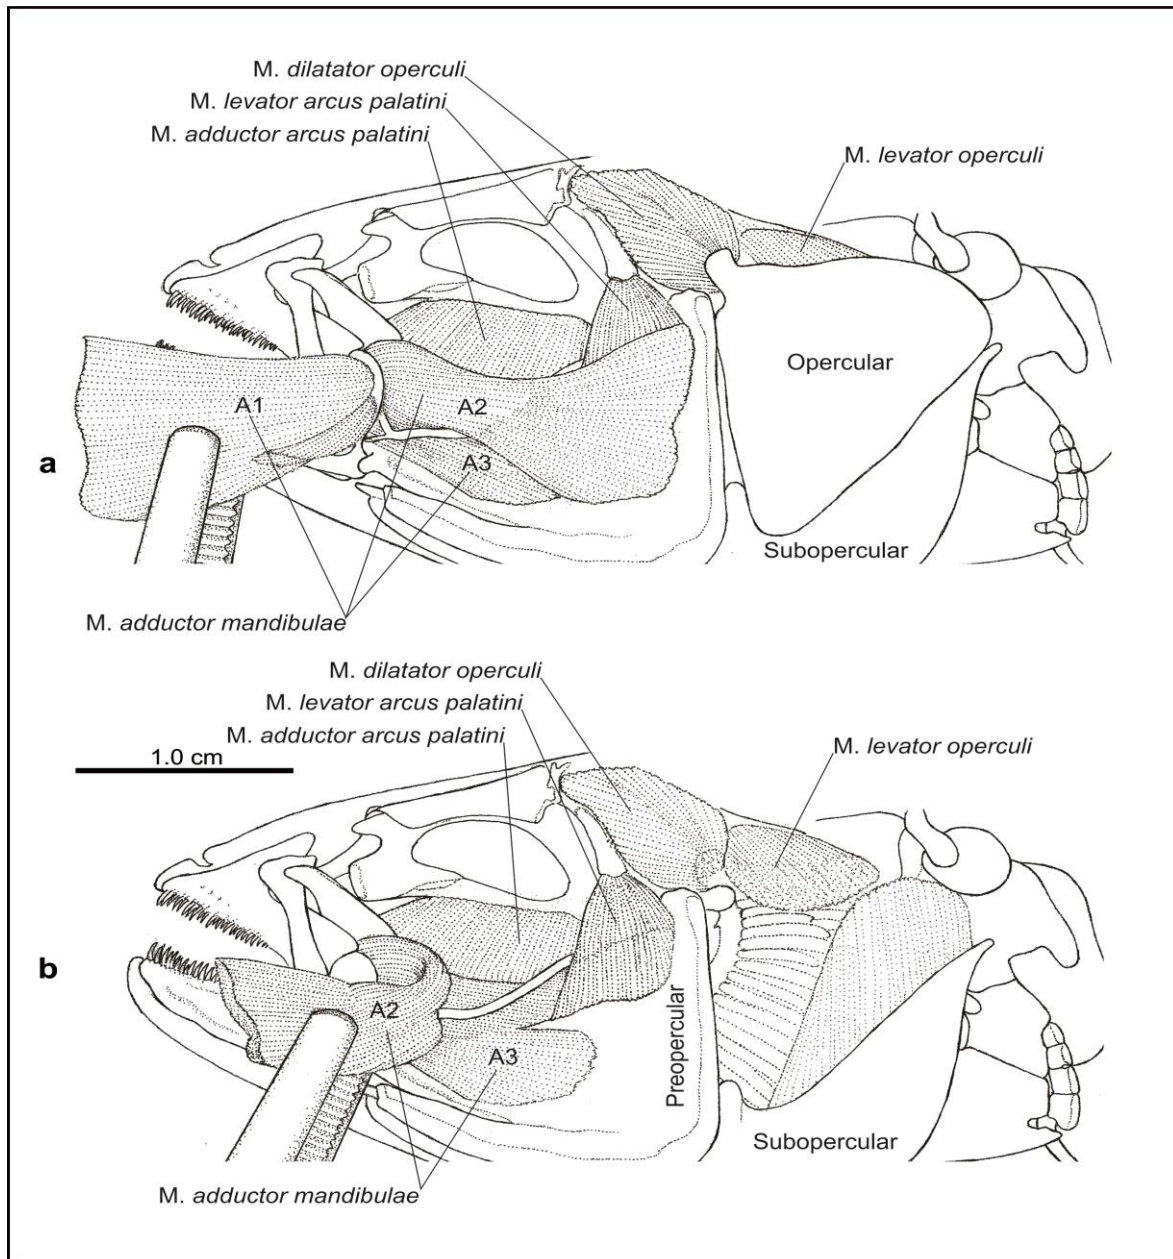 M. dilatator operculi
M. levator arcus palatini
M. adductor arcus palatini
M. levator operculi
Opercular
A1
A2
a
A3
Subopercular
M. adductor mandibulae
M. dilatator operculi
M. levator arcus palatini
M. adductor arcus palatini
M. levator operculi
1.0 cm
b
A2
A3
Preopercular
Subopercular
M. adductor mandibulae